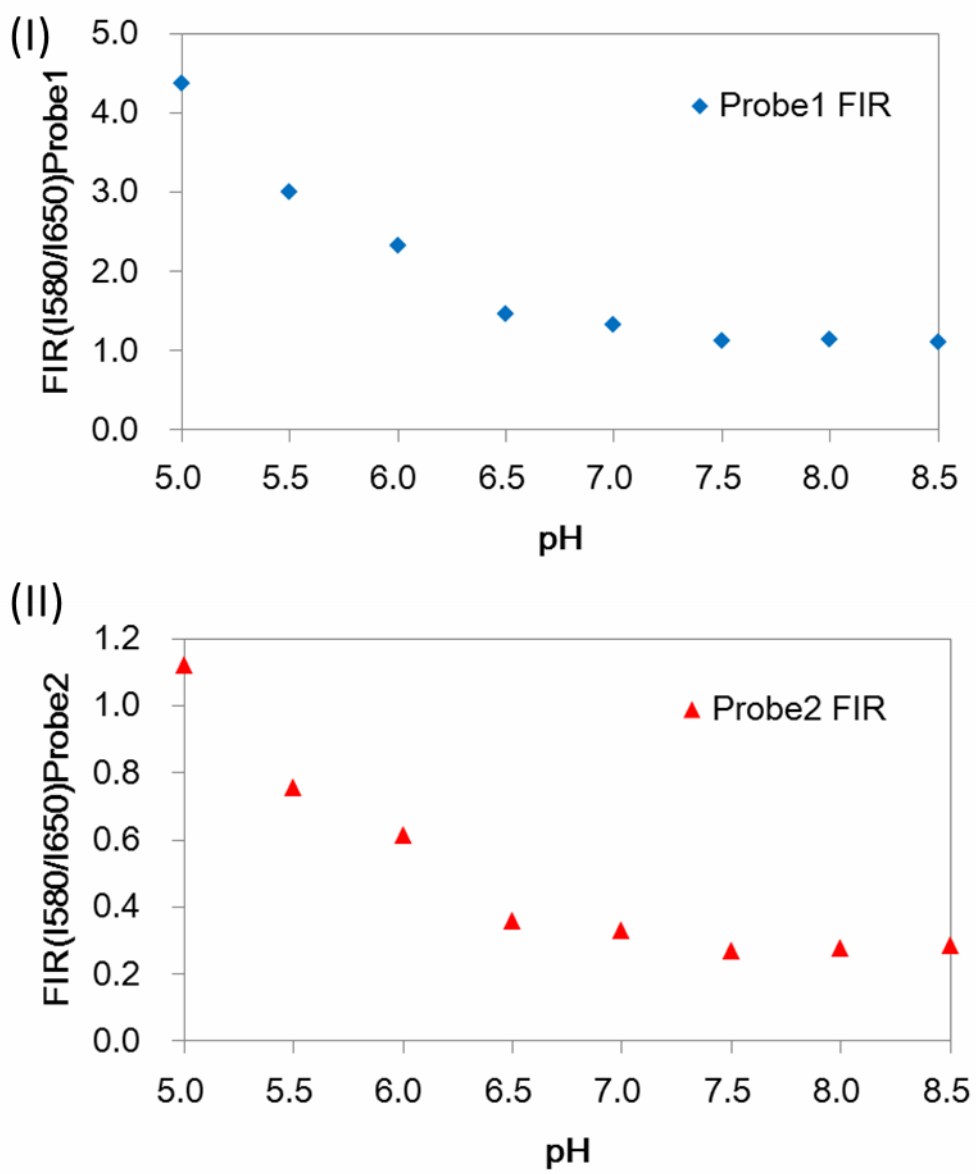 (I)
FIR(I580/I650)Probe1
5.0
4.0
3.0
2.0
1.0
0.0
Probe1 FIR
5.0 5.5 6.0 6.5 7.0 7.5 8.0 8.5
pH
(II)
FIR(I580/I650)Probe2
1.2
1.0
0.8
0.6
0.4
0.2
0.0
Probe2 FIR
5.0 5.5 6.0 6.5 7.0 7.5 8.0 8.5
pH